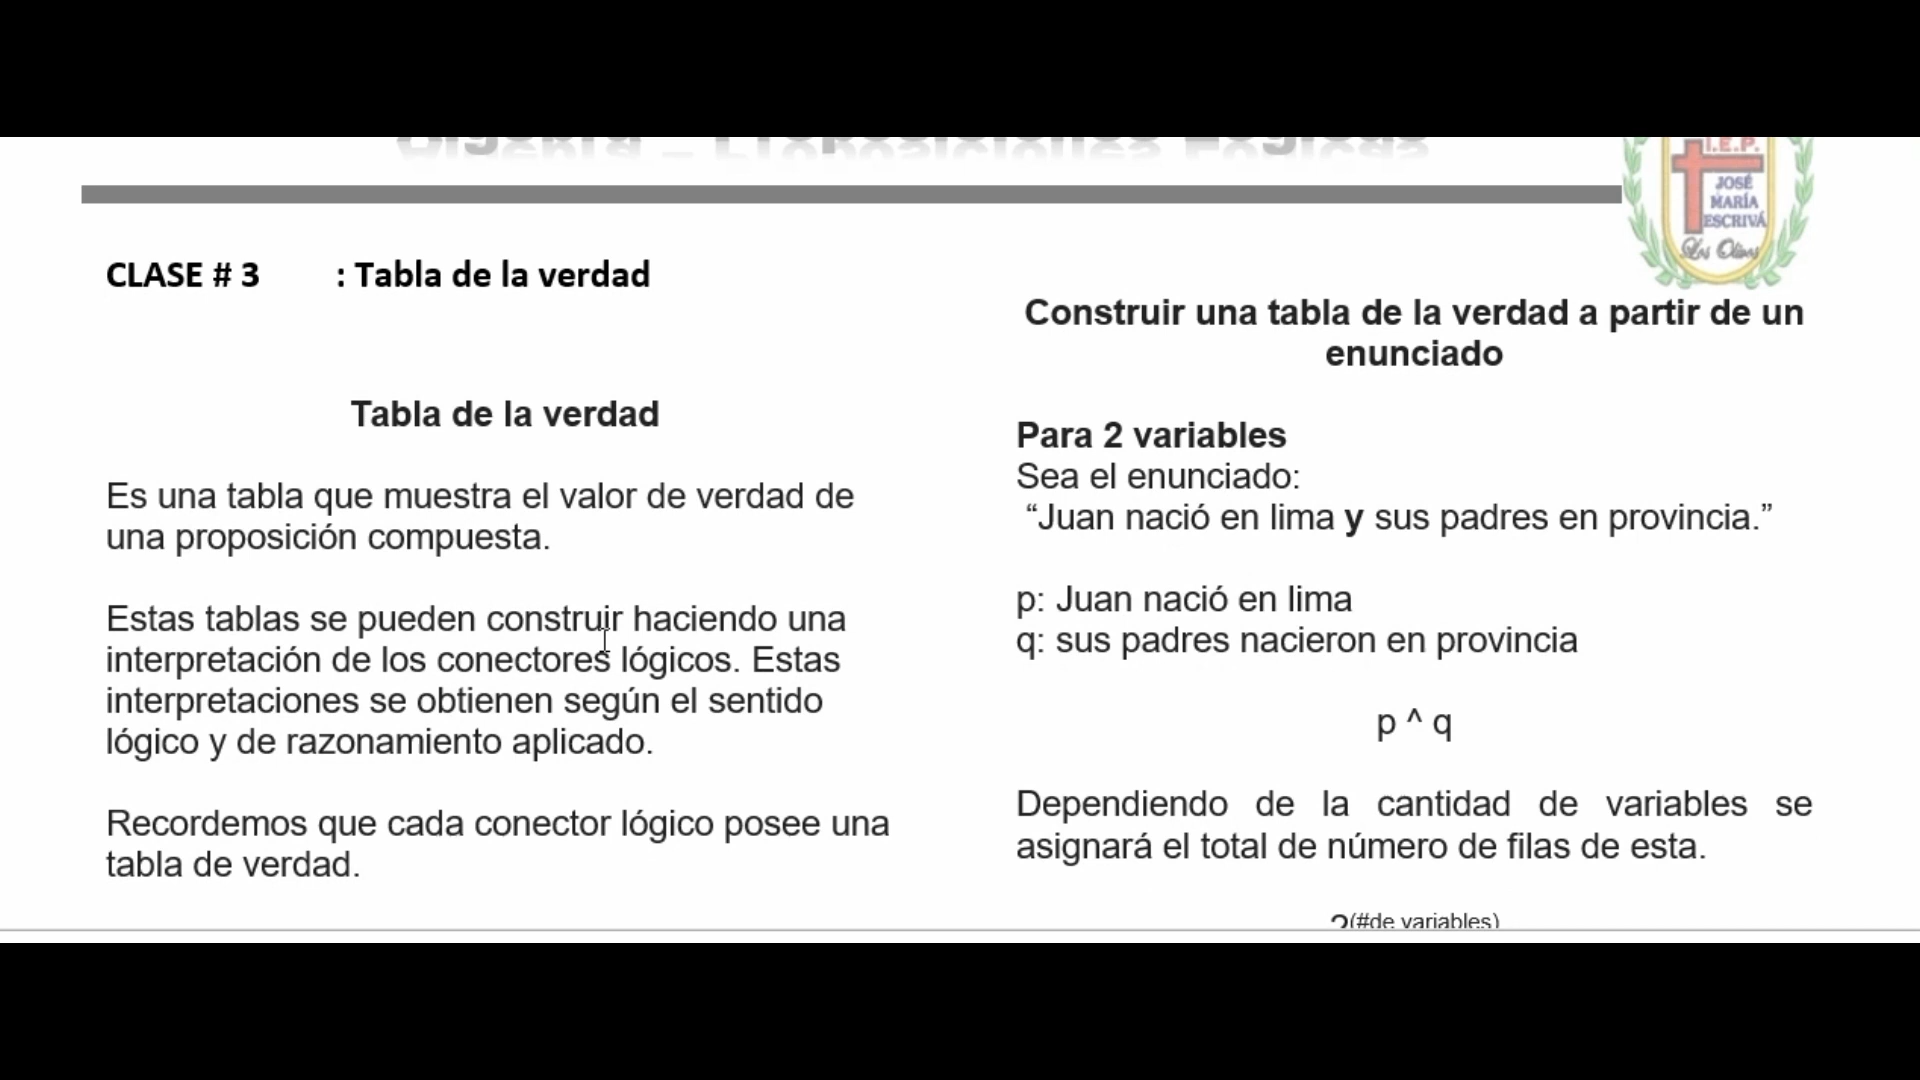 Algebra – Proposiciones Lógicas
I.E.P.
JOSÉ
MARÍA
ESCRIVÁ
Los Olivos
CLASE # 3 : Tabla de la verdad
Tabla de la verdad
Es una tabla que muestra el valor de verdad de
una proposición compuesta.
Estas tablas se pueden construir haciendo una
interpretación de los conectores lógicos. Estas
interpretaciones se obtienen según el sentido
lógico y de razonamiento aplicado.
Recordemos que cada conector lógico posee una
tabla de verdad.
Construir una tabla de la verdad a partir de un
enunciado
Para 2 variables
Sea el enunciado:
“Juan nació en lima y sus padres en provincia.”
p: Juan nació en lima
q: sus padres nacieron en provincia
p ^ q
Dependiendo de la cantidad de variables se
asignará el total de número de filas de esta.
2(#de variables)